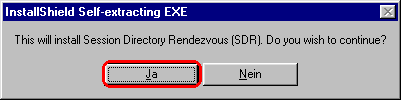 InstallShield Self-extracting EXE
This will install Session Directory Rendezvous (SDR). Do you wish to continue?
Ja
Nein